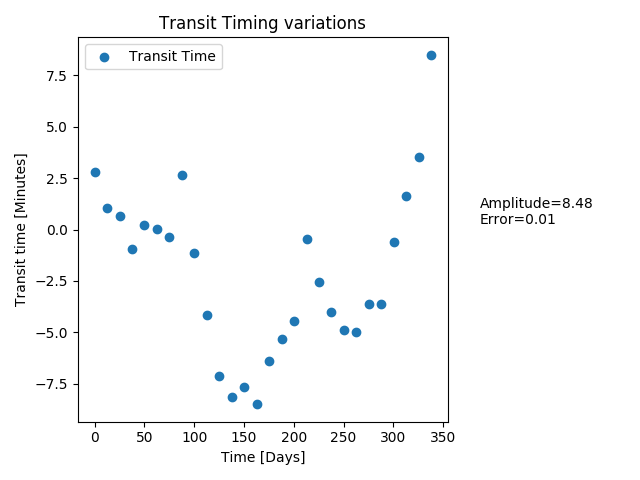 Transit Timing variations
Transit Time
Transit time [Minutes]
7.5
5.0
2.5
0.0
−2.5
−5.0
−7.5
0 50 100 150 200 250 300 350
Time [Days]
Amplitude=8.48
Error=0.01